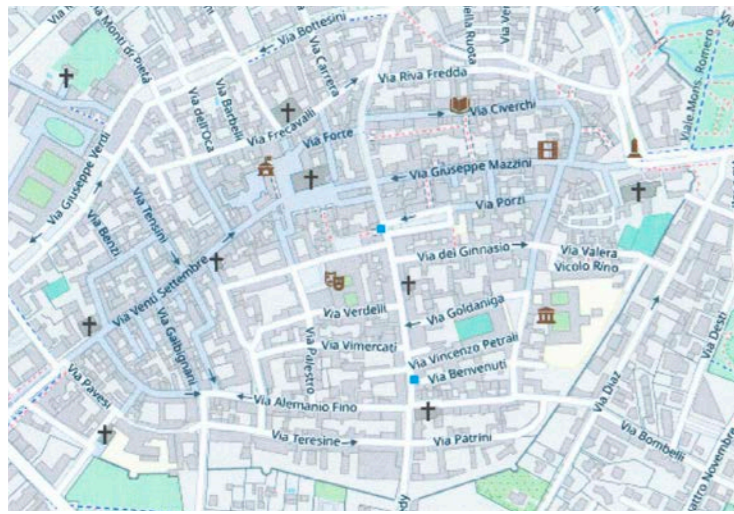 Via Bottesini
Via Monti di Pietà
Via Carrera
della Ruota
Via Riva Fredda
Viale Mons. Romero
Via Barbelli
Via dell'Oca
Via Civerchi
Via Frecavalli
Via Forte
Via Giuseppe Verdi
Via Giuseppe Mazzini
Via Porzi
Via Tensini
Via Benzi
Via dei Ginnasio
Via Valera
Vicolo Rino
Via Venti Settembre
Via Verdelli
Via Goldaniga
Via Desti
Via Galbignani
Via Vimercati
Via Palestro
Via Vincenzo Petrali
Via Benvenuti
Via Pavesi
Via Diaz
Via Alemanio Fino
Via Teresine
Via Patrini
Via Bombelli
uattro Novembre